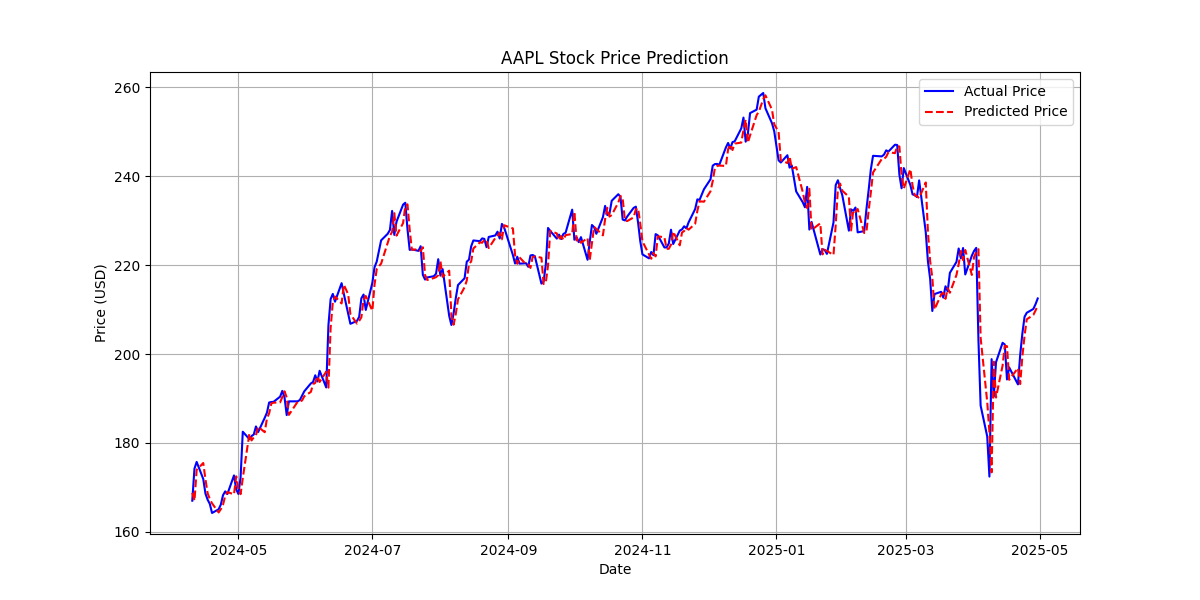 AAPL Stock Price Prediction
Actual Price
Predicted Price
260
240
220
200
180
160
Price (USD)
2024-05 2024-07 2024-09 2024-11 2025-01 2025-03 2025-05
Date